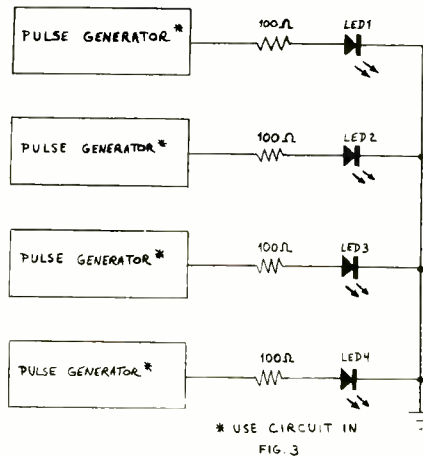 PULSE GENERATOR*
100Ω
LED1
PULSE GENERATOR*
100Ω
LED2
PULSE GENERATOR*
100Ω
LED3
PULSE GENERATOR*
100Ω
LED4
* USE CIRCUIT IN
FIG. 3